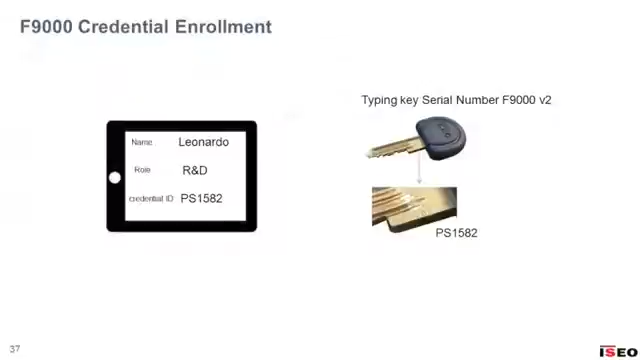 F9000 Credential Enrollment
Typing key Serial Number F9000 v2
Name Leonardo
Role R&D
credential ID PS1582
PS1582
37
ISEO